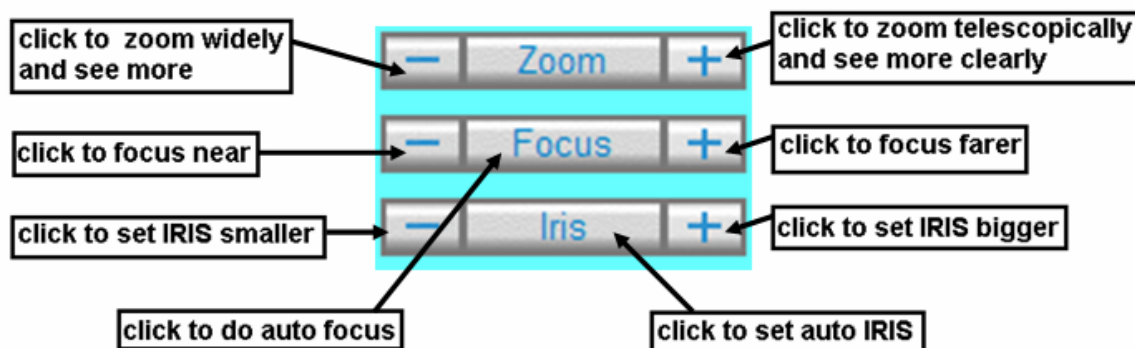 click to zoom widely
and see more
− Zoom +
click to zoom telescopically
and see more clearly
click to focus near
− Focus +
click to focus farer
click to set IRIS smaller
− Iris +
click to set IRIS bigger
click to do auto focus
click to set auto IRIS